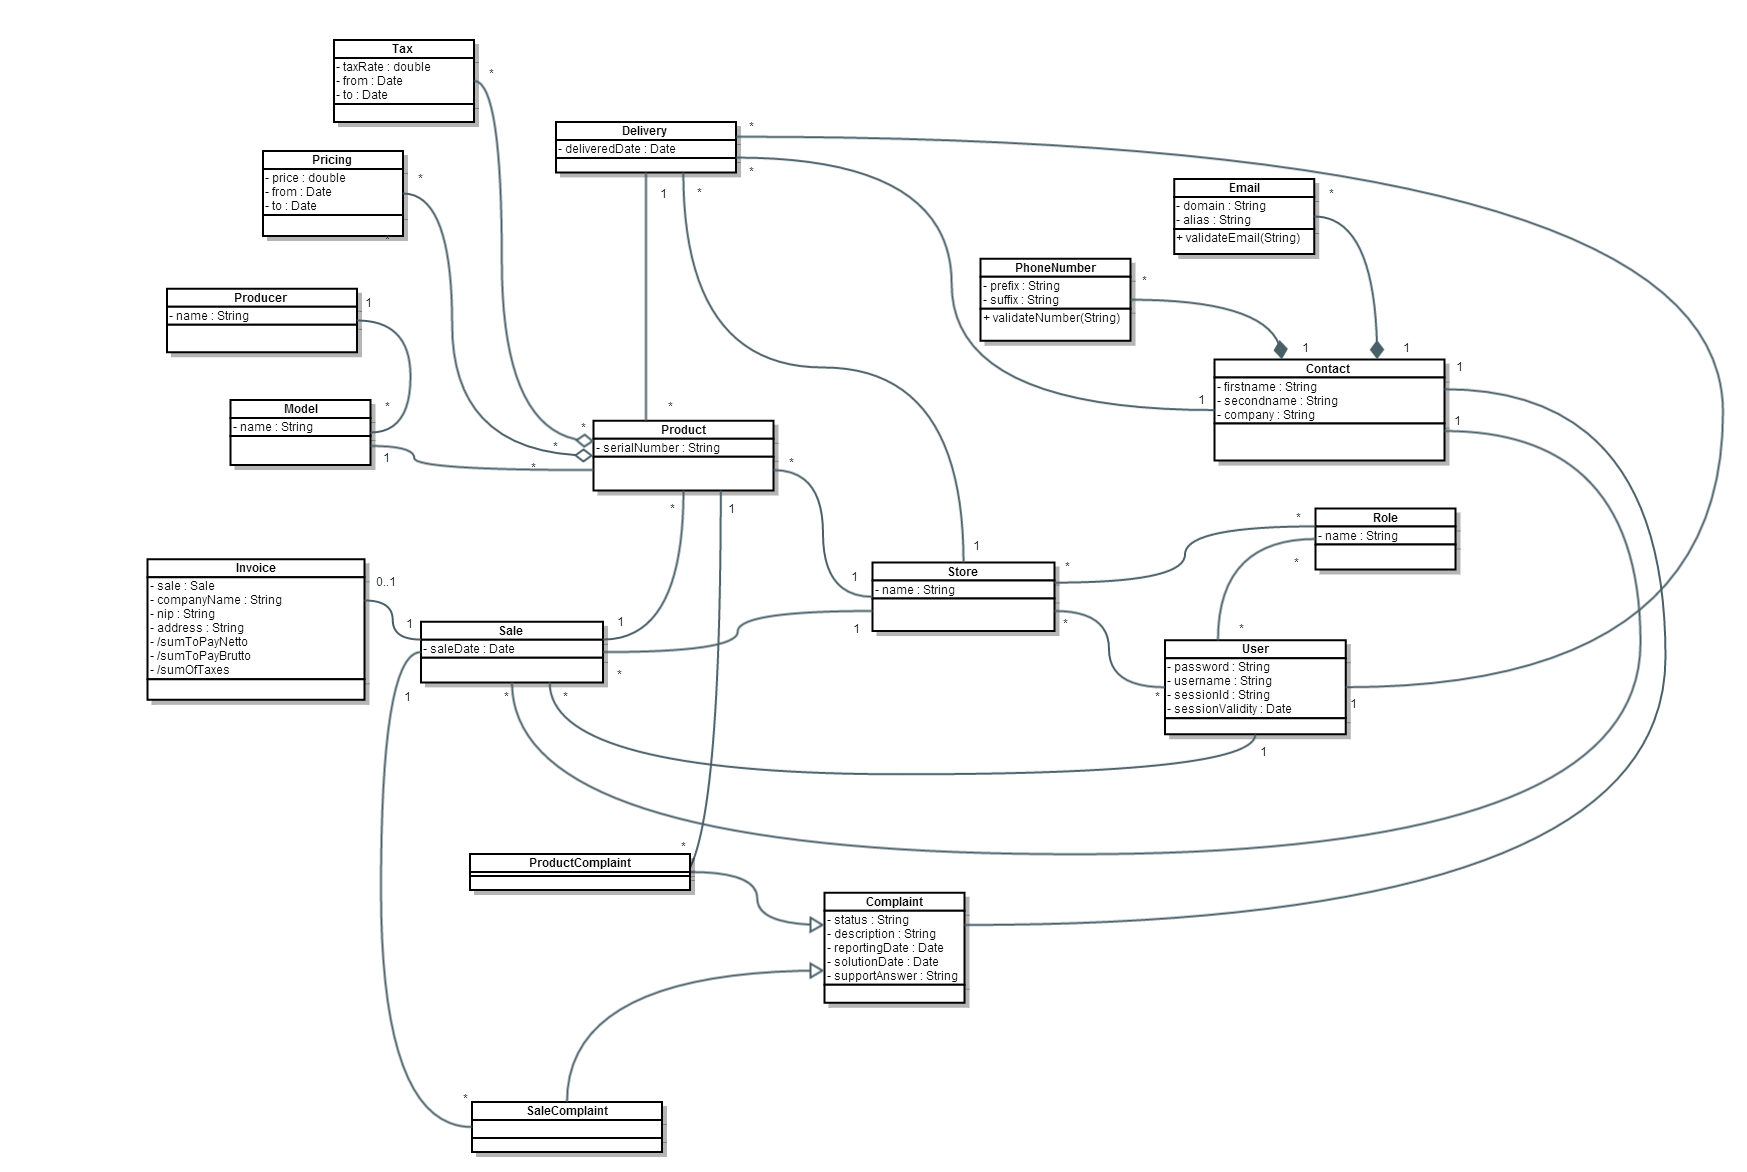 Tax
- taxRate : double
- from : Date
- to : Date
*
Delivery
- deliveredDate : Date
*
*
1
*
Pricing
- price : double
- from : Date
- to : Date
*
*
Email
- domain : String
- alias : String
+ validateEmail(String)
*
PhoneNumber
- prefix : String
- suffix : String
+ validateNumber(String)
*
Producer
- name : String
1
Contact
- firstname : String
- secondname : String
- company : String
1
1
1
1
1
Model
- name : String
*
1
Product
- serialNumber : String
*
*
*
*
*
*
1
Role
- name : String
*
*
Store
- name : String
1
1
1
*
*
Invoice
- sale : Sale
- companyName : String
- nip : String
- address : String
- /sumToPayNetto
- /sumToPayBrutto
- /sumOfTaxes
0..1
Sale
- saleDate : Date
1
1
1
*
*
*
User
- password : String
- username : String
- sessionId : String
- sessionValidity : Date
*
*
1
1
ProductComplaint
*
Complaint
- status : String
- description : String
- reportingDate : Date
- solutionDate : Date
- supportAnswer : String
SaleComplaint
*